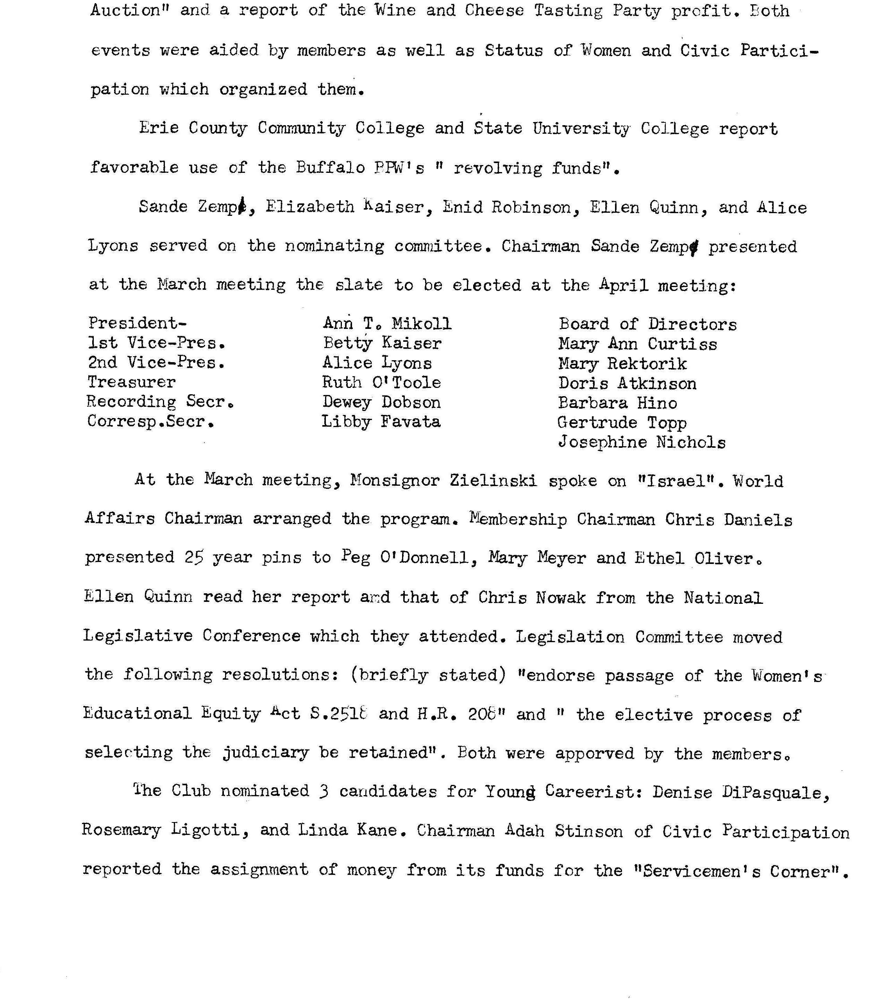 Auction" and a report of the Wine and Cheese Tasting Party profit. Both
events were aided by members as well as Status of Women and Civic Partici-
pation which organized them.
Erie County Community College and State University College report
favorable use of the Buffalo BPW's " revolving funds".
Sande Zemp, Elizabeth Kaiser, Enid Robinson, Ellen Quinn, and Alice
Lyons served on the nominating committee. Chairman Sande Zemp presented
at the March meeting the slate to be elected at the April meeting:
President- Ann T. Mikoll Board of Directors
1st Vice-Pres. Betty Kaiser Mary Ann Curtiss
2nd Vice-Pres. Alice Lyons Mary Rektorik
Treasurer Ruth O'Toole Doris Atkinson
Recording Secr. Dewey Dobson Barbara Hino
Corresp.Secr. Libby Favata Gertrude Topp
Josephine Nichols
At the March meeting, Monsignor Zielinski spoke on "Israel". World
Affairs Chairman arranged the program. Membership Chairman Chris Daniels
presented 25 year pins to Peg O'Donnell, Mary Meyer and Ethel Oliver.
Ellen Quinn read her report and that of Chris Nowak from the National
Legislative Conference which they attended. Legislation Committee moved
the following resolutions: (briefly stated) "endorse passage of the Women's
Educational Equity Act S.2518 and H.R. 208" and " the elective process of
selecting the judiciary be retained". Both were apporved by the members.
The Club nominated 3 candidates for Young Careerist: Denise DiPasquale,
Rosemary Ligotti, and Linda Kane. Chairman Adah Stinson of Civic Participation
reported the assignment of money from its funds for the "Servicemen's Corner".